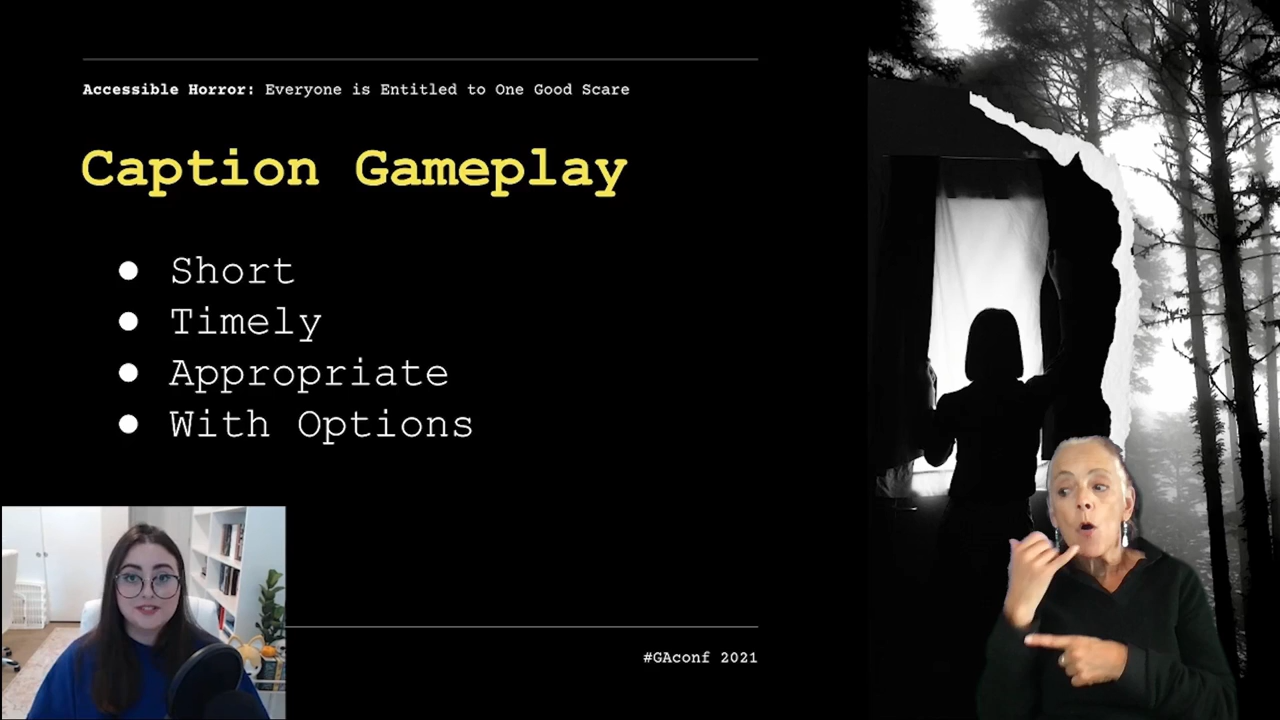 Accessible Horror: Everyone is Entitled to One Good Scare
Caption Gameplay
● Short
● Timely
● Appropriate
● With Options
#GAconf 2021